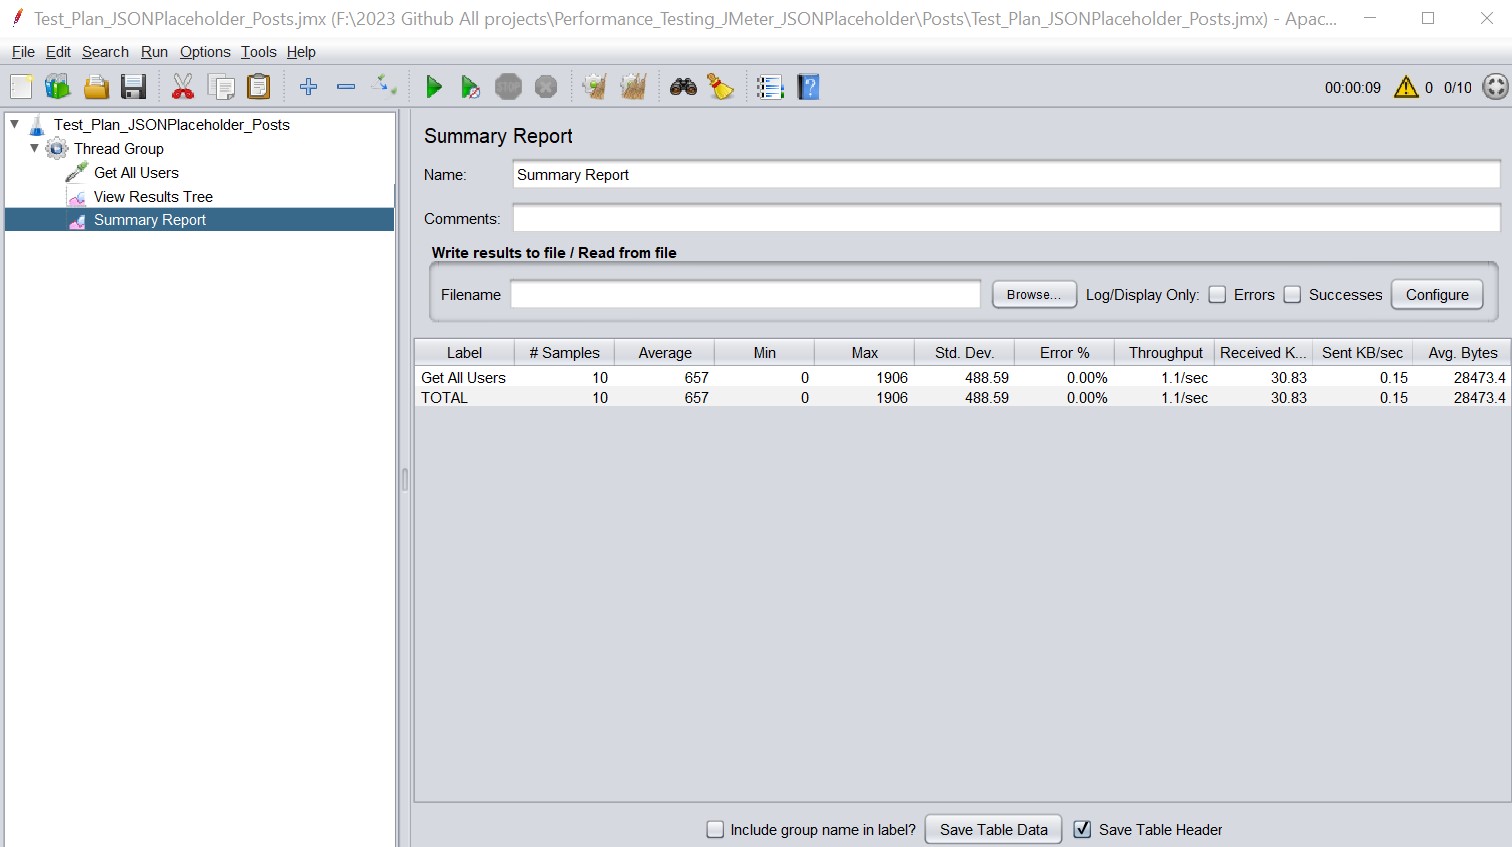 Test_Plan_JSONPlaceholder_Posts.jmx (F:\2023 Github All projects\Performance_Testing_JMeter_JSONPlaceholder\Posts\Test_Plan_JSONPlaceholder_Posts.jmx) - Apac...
File Edit Search Run Options Tools Help
STOP 00:00:09 0 0/10
Test_Plan_JSONPlaceholder_Posts
Thread Group
Get All Users
View Results Tree
Summary Report
Summary Report
Name: Summary Report
Comments:
Write results to file / Read from file
Filename Browse... Log/Display Only: Errors Successes Configure
Label # Samples Average Min Max Std. Dev. Error % Throughput Received K... Sent KB/sec Avg. Bytes
Get All Users 10 657 0 1906 488.59 0.00% 1.1/sec 30.83 0.15 28473.4
TOTAL 10 657 0 1906 488.59 0.00% 1.1/sec 30.83 0.15 28473.4
Include group name in label? Save Table Data Save Table Header